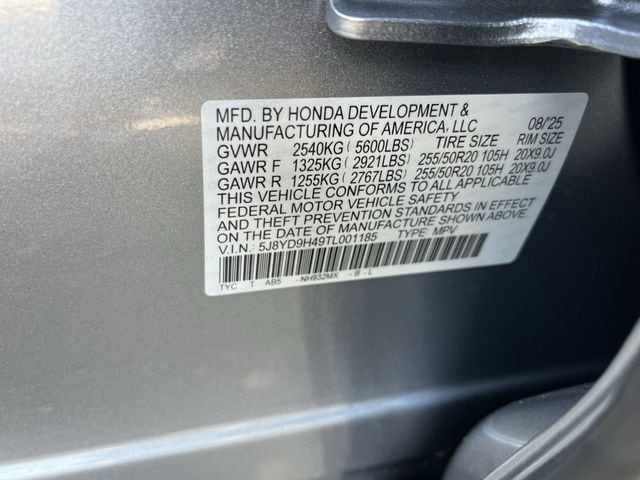 MFD. BY HONDA DEVELOPMENT &
MANUFACTURING OF AMERICA, LLC 08/'25
GVWR 2540KG ( 5600LBS) TIRE SIZE RIM SIZE
GAWR F 1325KG ( 2921LBS) 255/50R20 105H 20X9.0J
GAWR R 1255KG ( 2767LBS) 255/50R20 105H 20X9.0J
THIS VEHICLE CONFORMS TO ALL APPLICABLE
FEDERAL MOTOR VEHICLE SAFETY
AND THEFT PREVENTION STANDARDS IN EFFECT
ON THE DATE OF MANUFACTURE SHOWN ABOVE.
V.I.N.: 5J8YD9H49TL001185 TYPE: MPV
TYC T AB5 - NH932MX - B - L